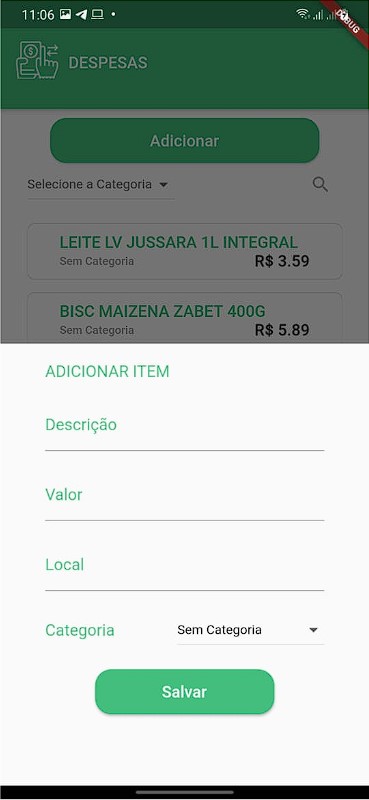 11:06
DEBUG
DESPESAS
Adicionar
Selecione a Categoria
LEITE LV JUSSARA 1L INTEGRAL
Sem Categoria
R$ 3.59
BISC MAIZENA ZABET 400G
Sem Categoria
R$ 5.89
ADICIONAR ITEM
Descrição
Valor
Local
Categoria
Sem Categoria
Salvar